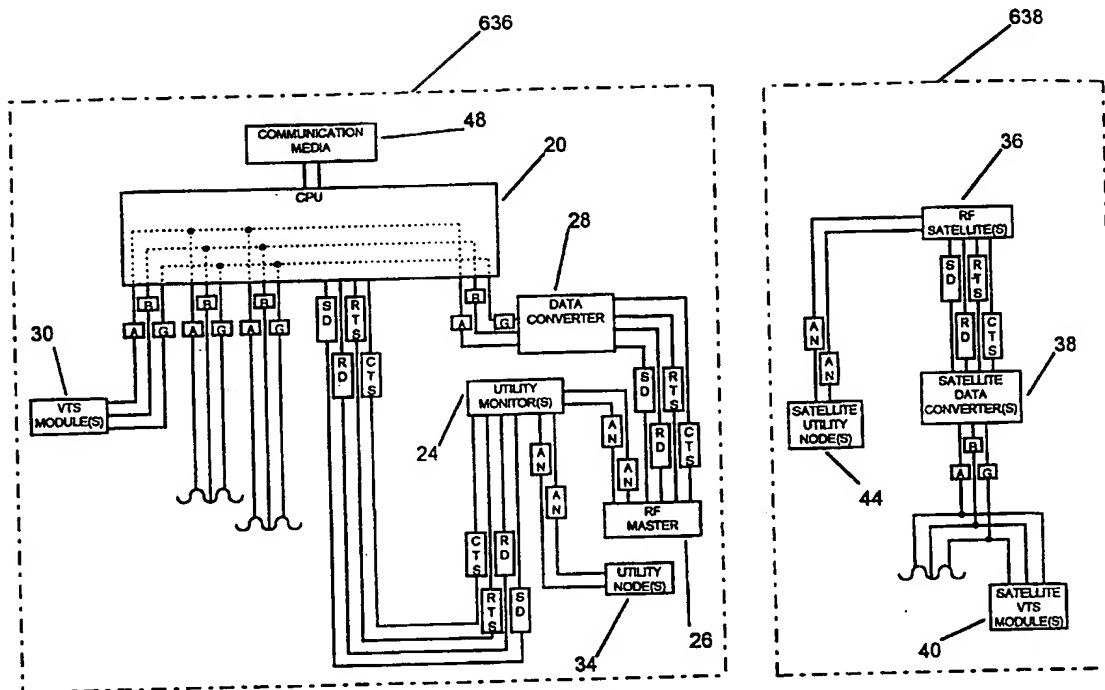 636
638
COMMUNICATION
MEDIA
48
20
CPU
36
RF
SATELLITE(S)
28
DATA
CONVERTER
B
B
B
B
A
G
A
G
A
G
A
G
SD
RD
RTS
CTS
30
VTS
MODULE(S)
UTILITY
MONITOR(S)
24
SD
RD
RTS
CTS
AN
AN
AN
AN
RF
MASTER
26
CTS
RTS
RD
SD
UTILITY
NODE(S)
34
SD
RD
RTS
CTS
AN
AN
38
SATELLITE
DATA
CONVERTER(S)
SATELLITE
UTILITY
NODE(S)
44
A
B
G
SATELLITE
VTS
MODULE(S)
40